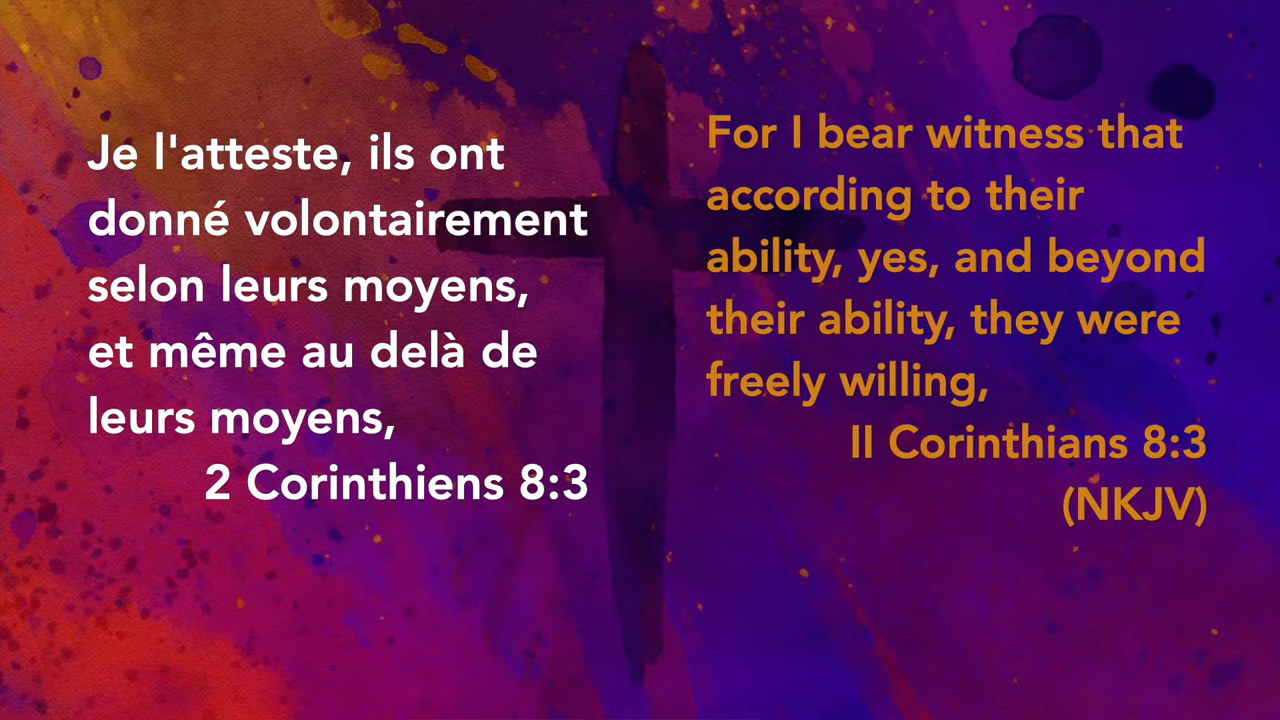 Je l'atteste, ils ont
donné volontairement
selon leurs moyens,
et même au delà de
leurs moyens,
2 Corinthiens 8:3
For I bear witness that
according to their
ability, yes, and beyond
their ability, they were
freely willing,
II Corinthians 8:3
(NKJV)